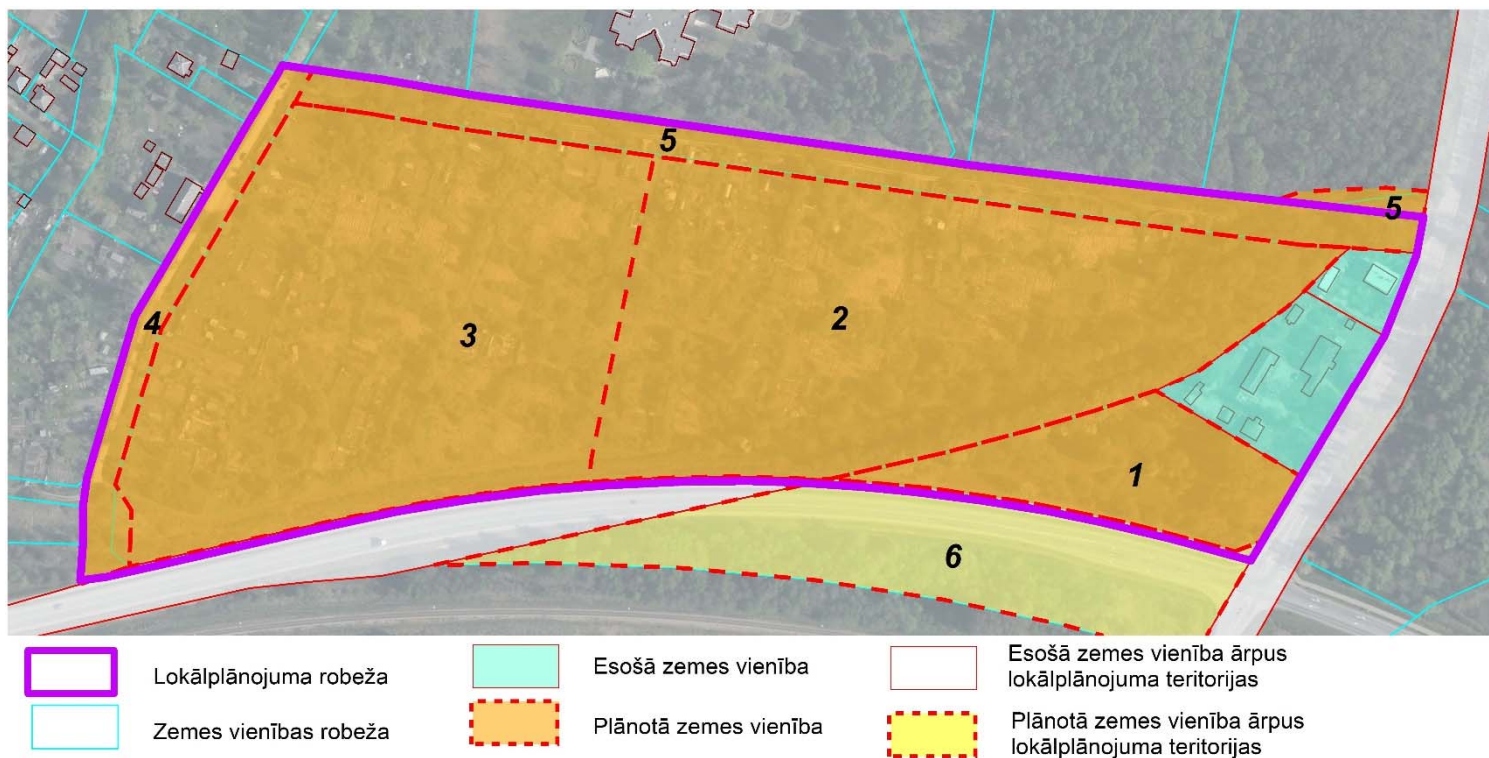 5
5
4
3
2
1
6
Lokālplānojuma robeža
Esošā zemes vienība
Esošā zemes vienība ārpus
lokālplānojuma teritorijas
Zemes vienības robeža
Plānotā zemes vienība
Plānotā zemes vienība ārpus
lokālplānojuma teritorijas